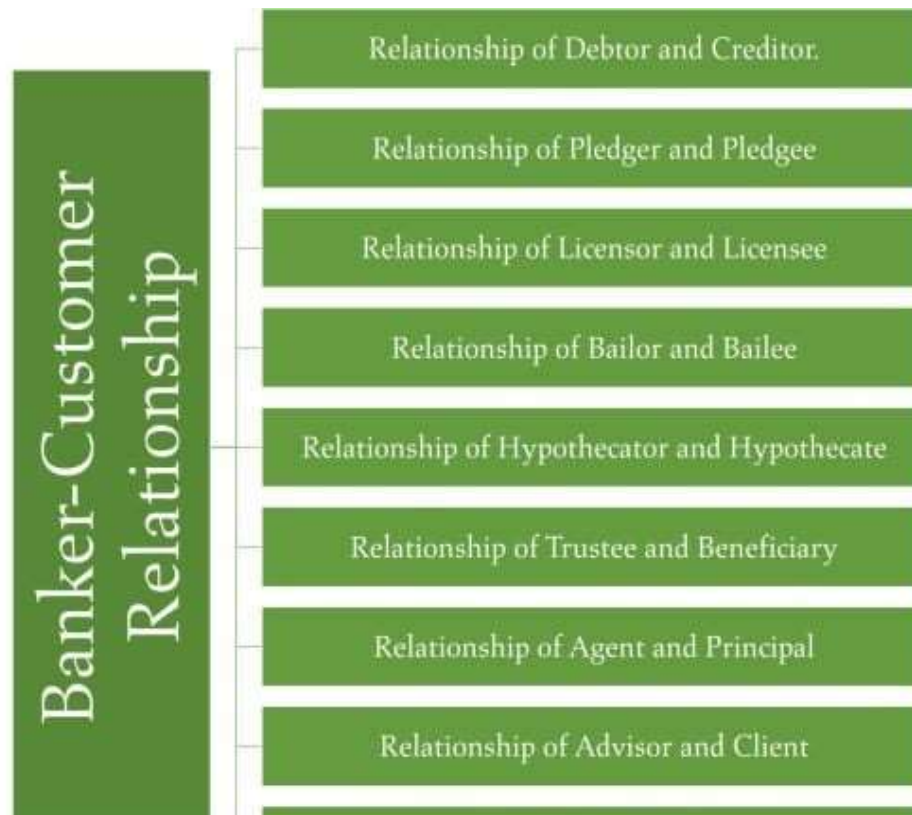 Banker-Customer
Relationship
Relationship of Debtor and Creditor.
Relationship of Pledger and Pledgee
Relationship of Licensor and Licensee
Relationship of Bailor and Bailee
Relationship of Hypothecator and Hypothecate
Relationship of Trustee and Beneficiary
Relationship of Agent and Principal
Relationship of Advisor and Client